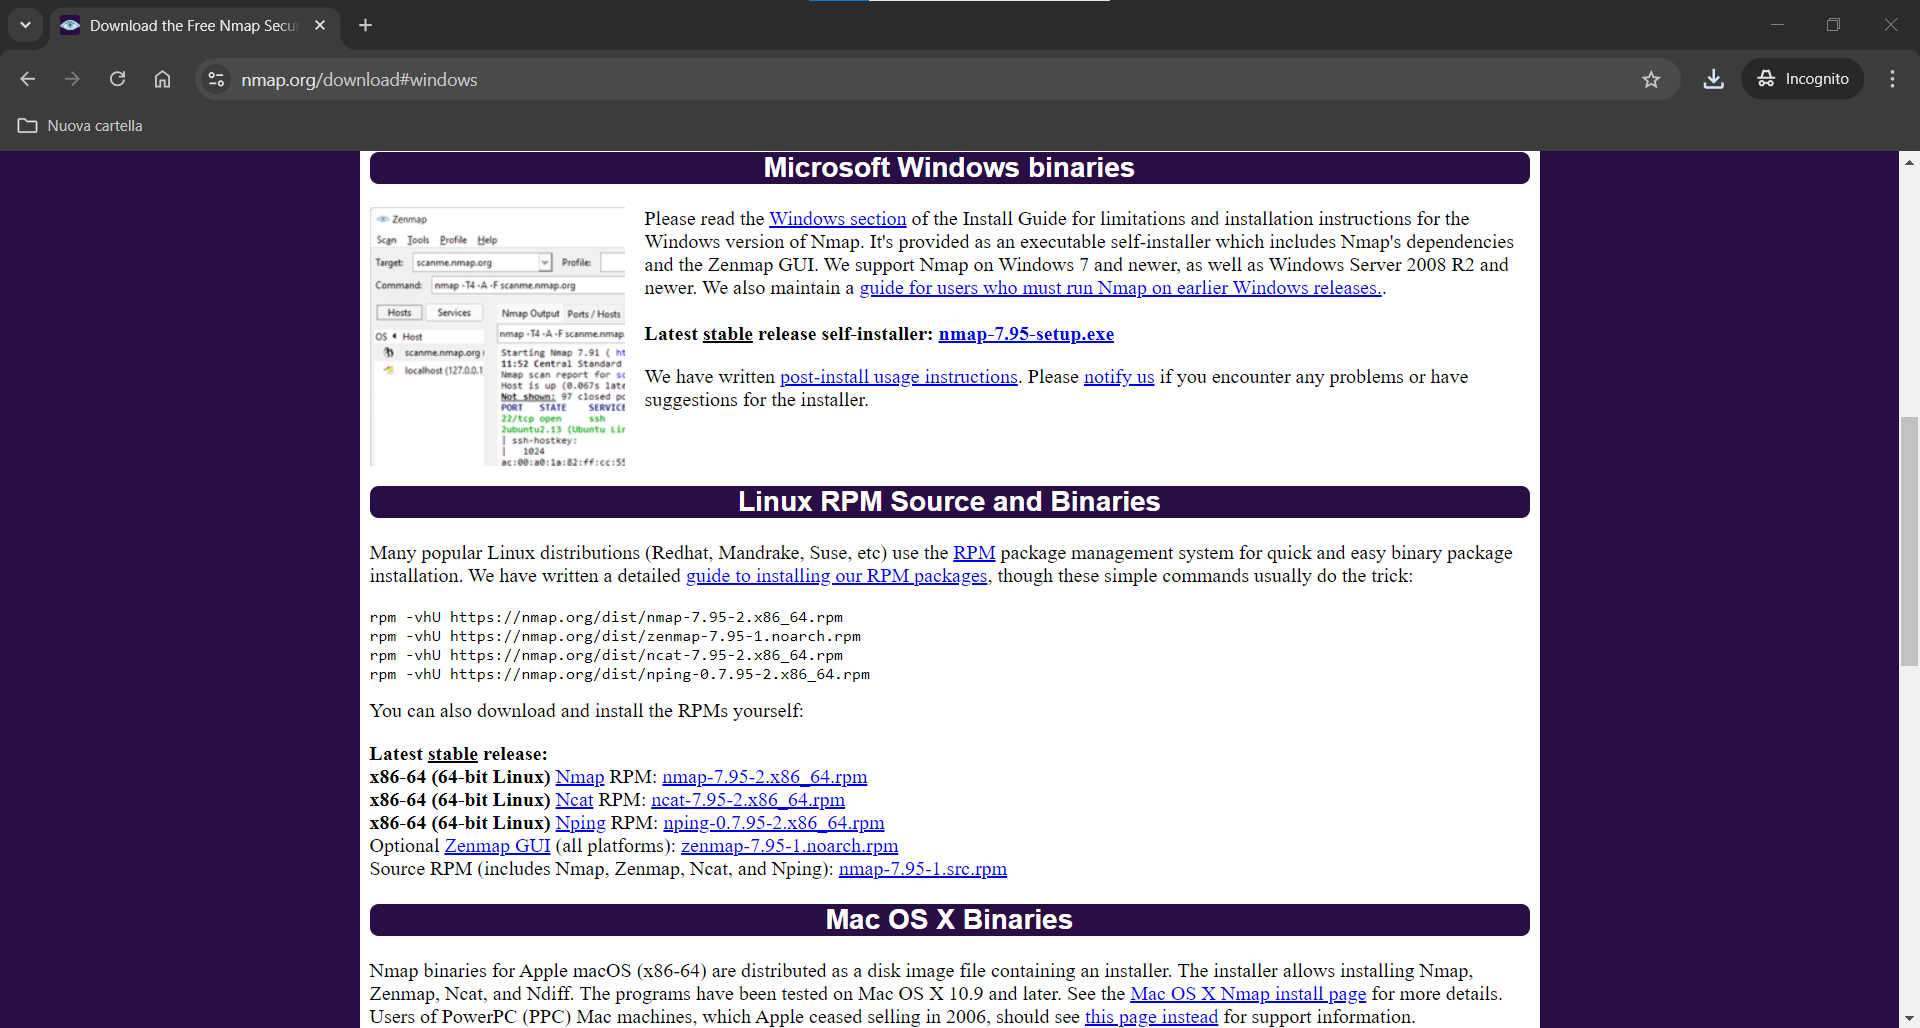 Download the Free Nmap Secu
nmap.org/download#windows
Incognito
Nuova cartella
Microsoft Windows binaries
Zenmap
Scan Tools Profile Help
Target: scanme.nmap.org Profile:
Command: nmap -T4 -A -F scanme.nmap.org
Hosts Services Nmap Output Ports / Hosts
OS Host nmap -T4 -A -F scanme.nmap.
scanme.nmap.org
localhost (127.0.0.1
Starting Nmap 7.91 ( ht
11:52 Central Standard
Nmap scan report for sc
Host is up (0.067s late
Not shown: 97 closed po
PORT STATE SERVICE
22/tcp open ssh
2ubuntu2.13 (Ubuntu Lin
| ssh-hostkey:
| 1024
ac:00:a0:1a:82:ff:cc:55
Please read the Windows section of the Install Guide for limitations and installation instructions for the
Windows version of Nmap. It's provided as an executable self-installer which includes Nmap's dependencies
and the Zenmap GUI. We support Nmap on Windows 7 and newer, as well as Windows Server 2008 R2 and
newer. We also maintain a guide for users who must run Nmap on earlier Windows releases..
Latest stable release self-installer: nmap-7.95-setup.exe
We have written post-install usage instructions. Please notify us if you encounter any problems or have
suggestions for the installer.
Linux RPM Source and Binaries
Many popular Linux distributions (Redhat, Mandrake, Suse, etc) use the RPM package management system for quick and easy binary package
installation. We have written a detailed guide to installing our RPM packages, though these simple commands usually do the trick:
rpm -vhU https://nmap.org/dist/nmap-7.95-2.x86_64.rpm
rpm -vhU https://nmap.org/dist/zenmap-7.95-1.noarch.rpm
rpm -vhU https://nmap.org/dist/ncat-7.95-2.x86_64.rpm
rpm -vhU https://nmap.org/dist/nping-0.7.95-2.x86_64.rpm
You can also download and install the RPMs yourself:
Latest stable release:
x86-64 (64-bit Linux) Nmap RPM: nmap-7.95-2.x86_64.rpm
x86-64 (64-bit Linux) Ncat RPM: ncat-7.95-2.x86_64.rpm
x86-64 (64-bit Linux) Nping RPM: nping-0.7.95-2.x86_64.rpm
Optional Zenmap GUI (all platforms): zenmap-7.95-1.noarch.rpm
Source RPM (includes Nmap, Zenmap, Ncat, and Nping): nmap-7.95-1.src.rpm
Mac OS X Binaries
Nmap binaries for Apple macOS (x86-64) are distributed as a disk image file containing an installer. The installer allows installing Nmap,
Zenmap, Ncat, and Ndiff. The programs have been tested on Mac OS X 10.9 and later. See the Mac OS X Nmap install page for more details.
Users of PowerPC (PPC) Mac machines, which Apple ceased selling in 2006, should see this page instead for support information.